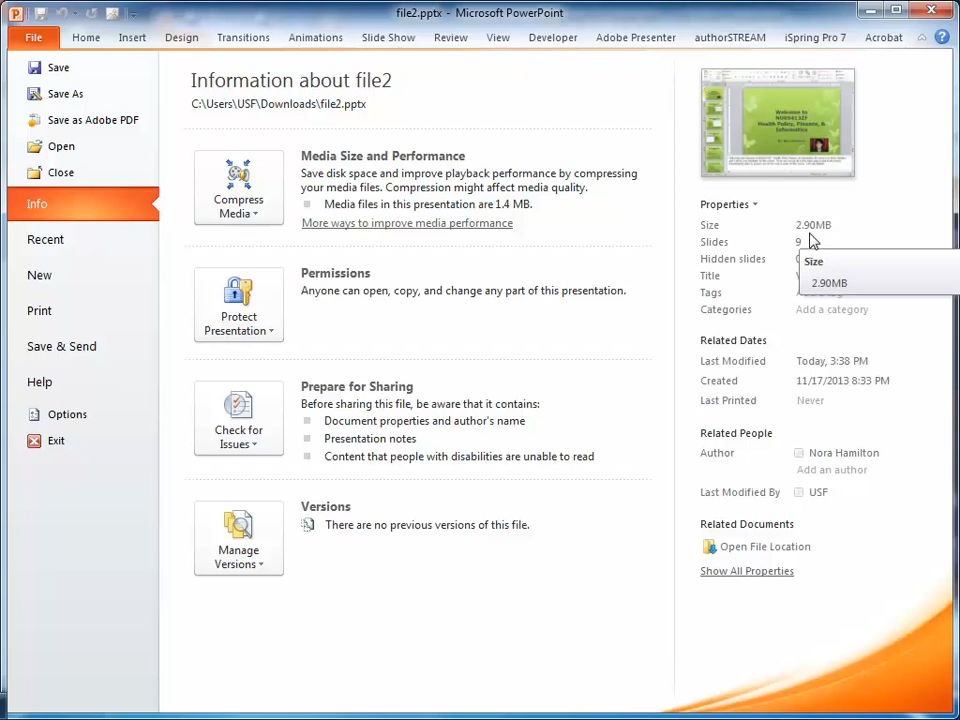 file2.pptx - Microsoft PowerPoint
File Home Insert Design Transitions Animations Slide Show Review View Developer Adobe Presenter authorSTREAM iSpring Pro 7 Acrobat
Save
Save As
Save as Adobe PDF
Open
Close
Info
Recent
New
Print
Save & Send
Help
Options
Exit
Information about file2
C:\Users\USF\Downloads\file2.pptx
Compress
Media
Media Size and Performance
Save disk space and improve playback performance by compressing
your media files. Compression might affect media quality.
Media files in this presentation are 1.4 MB.
More ways to improve media performance
Protect
Presentation
Permissions
Anyone can open, copy, and change any part of this presentation.
Check for
Issues
Prepare for Sharing
Before sharing this file, be aware that it contains:
Document properties and author's name
Presentation notes
Content that people with disabilities are unable to read
Manage
Versions
Versions
There are no previous versions of this file.
Welcome to
Health Policy, Finance, &
Informatics
Properties
Size 2.90MB
Slides 9
Hidden slides
Title
Tags
Categories Add a category
Size
2.90MB
Related Dates
Last Modified Today, 3:38 PM
Created 11/17/2013 8:33 PM
Last Printed Never
Related People
Author Nora Hamilton
Add an author
Last Modified By USF
Related Documents
Open File Location
Show All Properties